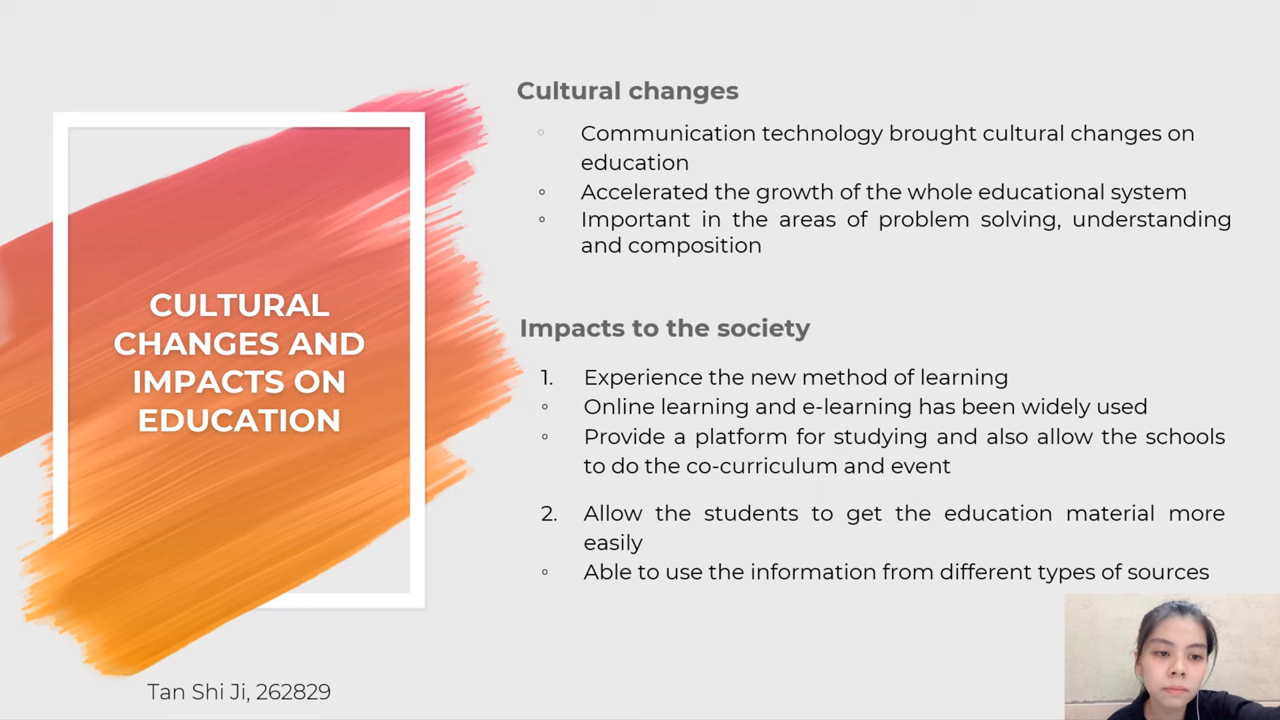 CULTURAL
CHANGES AND
IMPACTS ON
EDUCATION
Tan Shi Ji, 262829
Cultural changes
◦ Communication technology brought cultural changes on
education
◦ Accelerated the growth of the whole educational system
◦ Important in the areas of problem solving, understanding
and composition
Impacts to the society
1. Experience the new method of learning
◦ Online learning and e-learning has been widely used
◦ Provide a platform for studying and also allow the schools
to do the co-curriculum and event
2. Allow the students to get the education material more
easily
◦ Able to use the information from different types of sources